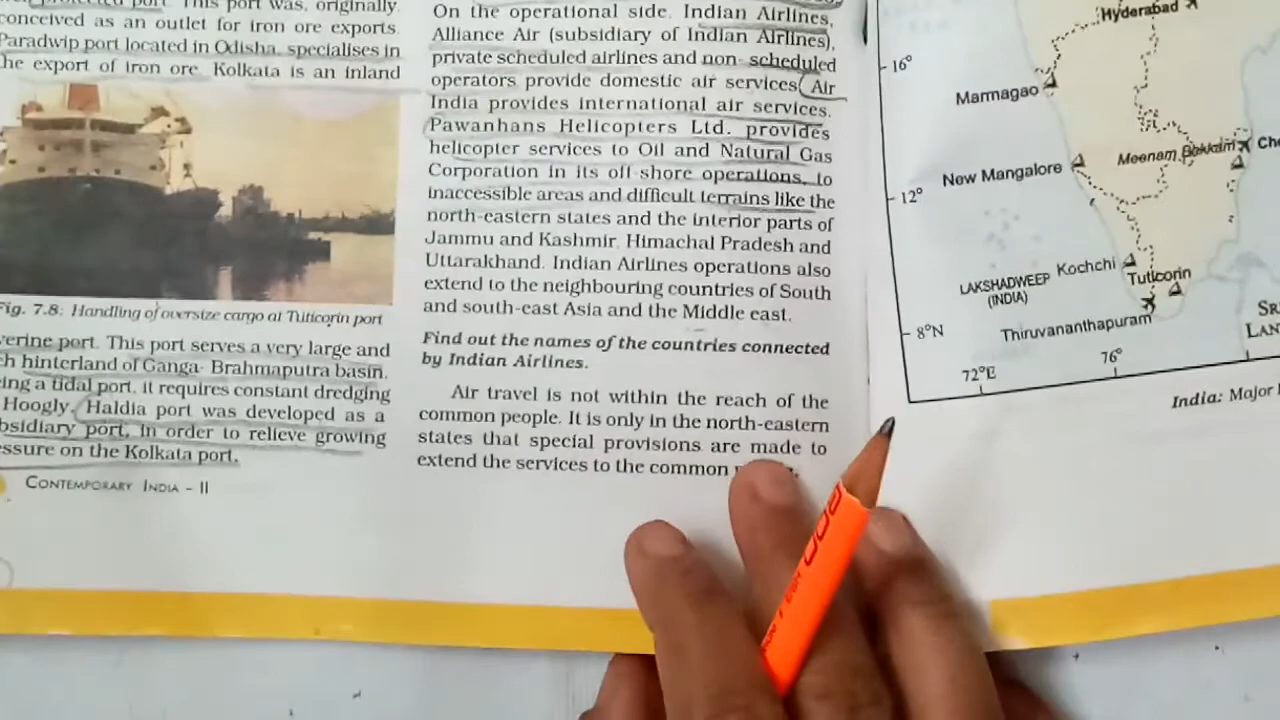 port. This port was, originally,
conceived as an outlet for iron ore exports.
Paradwip port located in Odisha, specialises in
the export of iron ore. Kolkata is an inland
Fig. 7.8: Handling of oversize cargo at Tuticorin port
verine port. This port serves a very large and
ch hinterland of Ganga- Brahmaputra basin.
ing a tidal port, it requires constant dredging
Hoogly. Haldia port was developed as a
bsidiary port, in order to relieve growing
essure on the Kolkata port.
CONTEMPORARY INDIA - II
On the operational side, Indian Airlines,
Alliance Air (subsidiary of Indian Airlines),
private scheduled airlines and non- scheduled
operators provide domestic air services. Air
India provides international air services.
Pawanhans Helicopters Ltd. provides
helicopter services to Oil and Natural Gas
Corporation in its off-shore operations, to
inaccessible areas and difficult terrains like the
north-eastern states and the interior parts of
Jammu and Kashmir, Himachal Pradesh and
Uttarakhand. Indian Airlines operations also
extend to the neighbouring countries of South
and south-east Asia and the Middle east.
Find out the names of the countries connected
by Indian Airlines.
Air travel is not within the reach of the
common people. It is only in the north-eastern
states that special provisions are made to
extend the services to the common
Hyderabad
16°
Marmagao
Meenam Bakkam
Che
New Mangalore
12°
LAKSHADWEEP
(INDIA)
Kochchi
Tuticorin
Thiruvananthapuram
8°N
SR
LAN
72°E
76°
India: Major